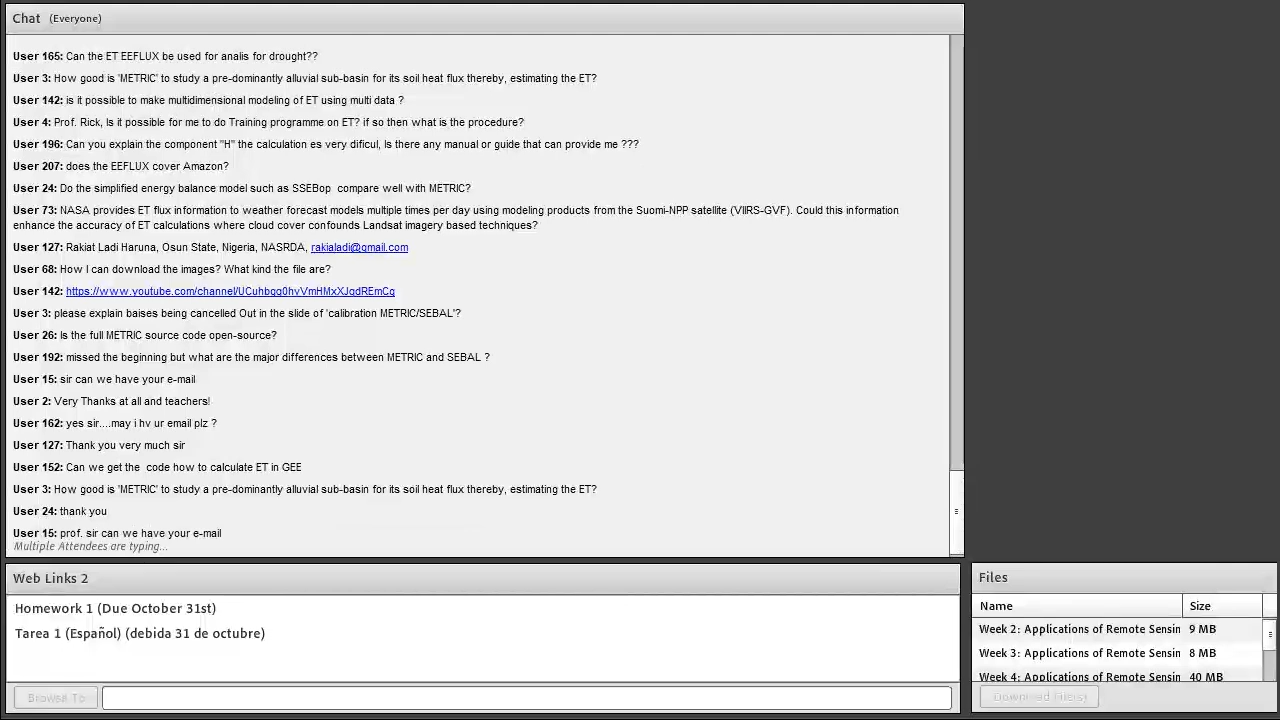 Chat (Everyone)
User 165: Can the ET EEFLUX be used for analis for drought??
User 3: How good is 'METRIC' to study a pre-dominantly alluvial sub-basin for its soil heat flux thereby, estimating the ET?
User 142: is it possible to make multidimensional modeling of ET using multi data ?
User 4: Prof. Rick, Is it possible for me to do Training programme on ET? if so then what is the procedure?
User 196: Can you explain the component "H" the calculation es very dificul, Is there any manual or guide that can provide me ???
User 207: does the EEFLUX cover Amazon?
User 24: Do the simplified energy balance model such as SSEBop compare well with METRIC?
User 73: NASA provides ET flux information to weather forecast models multiple times per day using modeling products from the Suomi-NPP satellite (VIIRS-GVF). Could this information
enhance the accuracy of ET calculations where cloud cover confounds Landsat imagery based techniques?
User 127: Rakiat Ladi Haruna, Osun State, Nigeria, NASRDA, rakialadi@gmail.com
User 68: How I can download the images? What kind the file are?
User 142:
User 3: please explain baises being cancelled Out in the slide of 'calibration METRIC/SEBAL'?
User 26: Is the full METRIC source code open-source?
User 192: missed the beginning but what are the major differences between METRIC and SEBAL ?
User 15: sir can we have your e-mail
User 2: Very Thanks at all and teachers!
User 162: yes sir....may i hv ur email plz ?
User 127: Thank you very much sir
User 152: Can we get the code how to calculate ET in GEE
User 3: How good is 'METRIC' to study a pre-dominantly alluvial sub-basin for its soil heat flux thereby, estimating the ET?
User 24: thank you
User 15: prof. sir can we have your e-mail
Multiple Attendees are typing...
Web Links 2
Homework 1 (Due October 31st)
Tarea 1 (Español) (debida 31 de octubre)
Browse To
Files
Name Size
Week 2: Applications of Remote Sensin 9 MB
Week 3: Applications of Remote Sensin 8 MB
Week 4: Applications of Remote Sensin 40 MB
Download File(s)